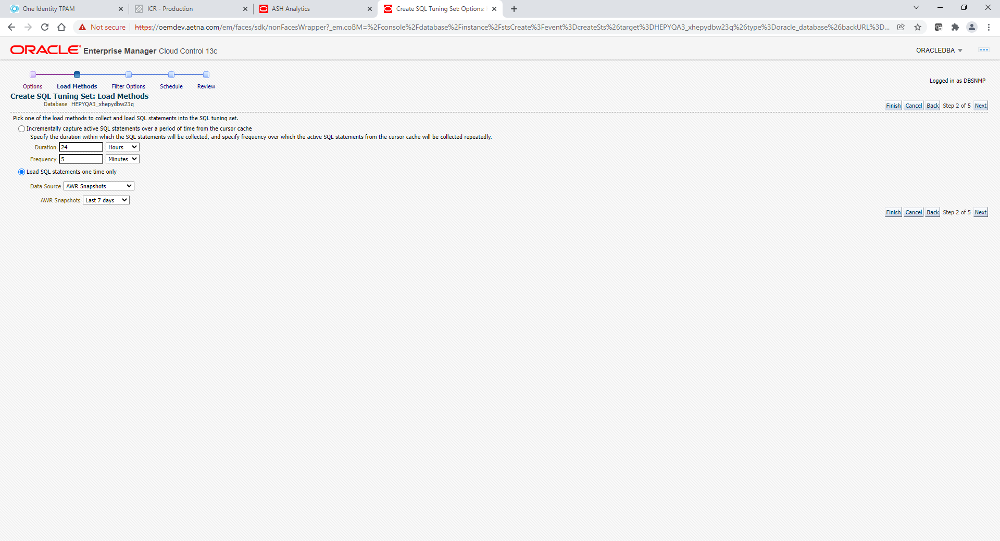 One Identity TPAM
ICR - Production
ASH Analytics
Create SQL Tuning Set: Options:
Not secure
https://oemdev.aetna.com/em/faces/sdk/nonFacesWrapper?_em.coBM=%2Fconsole%2Fdatabase%2Finstance%2FstsCreate%3Fevent%3DcreateSts%26target%3DHEPYQA3_xhepydbw23q%26type%3Doracle_database%26backURL%3D...
ORACLE Enterprise Manager Cloud Control 13c
ORACLEDBA
Options Load Methods Filter Options Schedule Review
Logged in as DBSNMP
Create SQL Tuning Set: Load Methods
Database HEPYQA3_xhepydbw23q
Finish Cancel Back Step 2 of 5 Next
Pick one of the load methods to collect and load SQL statements into the SQL tuning set.
Incrementally capture active SQL statements over a period of time from the cursor cache
Specify the duration within which the SQL statements will be collected, and specify frequency over which the active SQL statements from the cursor cache will be collected repeatedly.
Duration 24 Hours
Frequency 5 Minutes
Load SQL statements one time only
Data Source AWR Snapshots
AWR Snapshots Last 7 days
Finish Cancel Back Step 2 of 5 Next